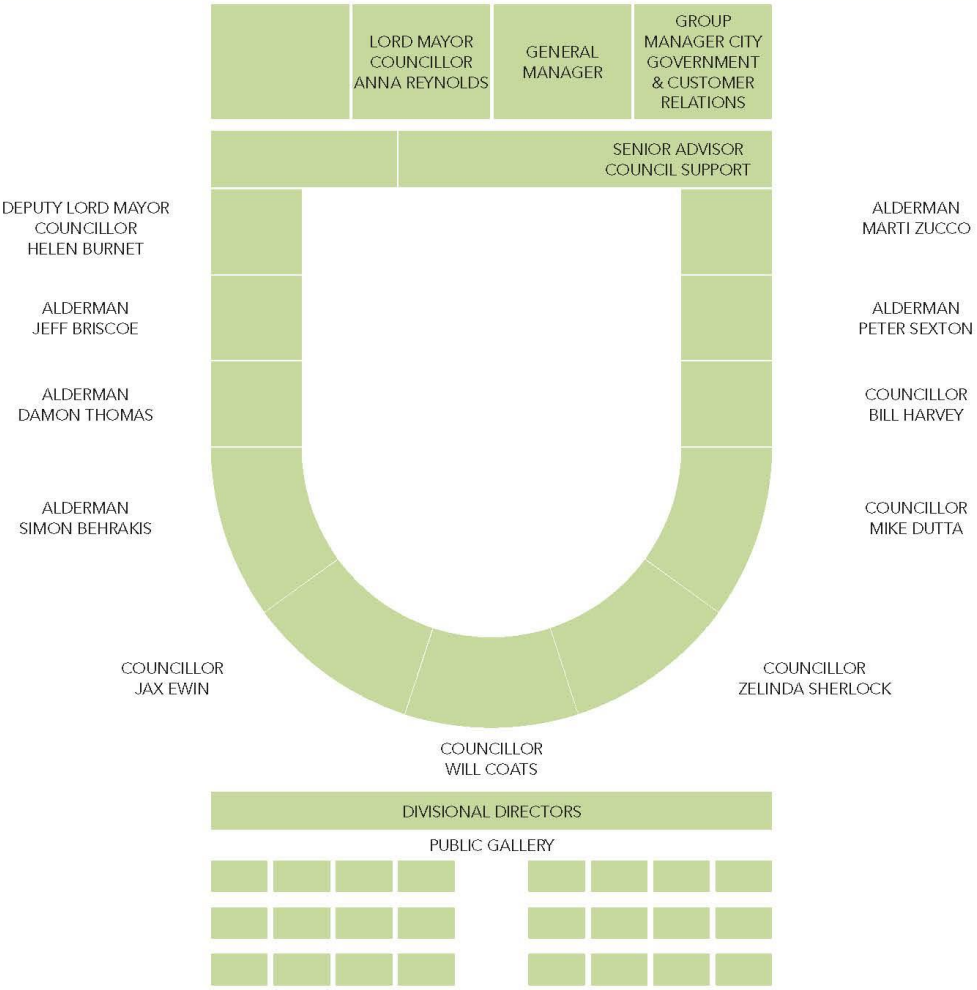 LORD MAYOR
COUNCILLOR
ANNA REYNOLDS
GENERAL
MANAGER
GROUP
MANAGER CITY
GOVERNMENT
& CUSTOMER
RELATIONS
SENIOR ADVISOR
COUNCIL SUPPORT
DEPUTY LORD MAYOR
COUNCILLOR
HELEN BURNET
ALDERMAN
MARTI ZUCCO
ALDERMAN
JEFF BRISCOE
ALDERMAN
PETER SEXTON
ALDERMAN
DAMON THOMAS
COUNCILLOR
BILL HARVEY
ALDERMAN
SIMON BEHRAKIS
COUNCILLOR
MIKE DUTTA
COUNCILLOR
JAX EWIN
COUNCILLOR
ZELINDA SHERLOCK
COUNCILLOR
WILL COATS
DIVISIONAL DIRECTORS
PUBLIC GALLERY